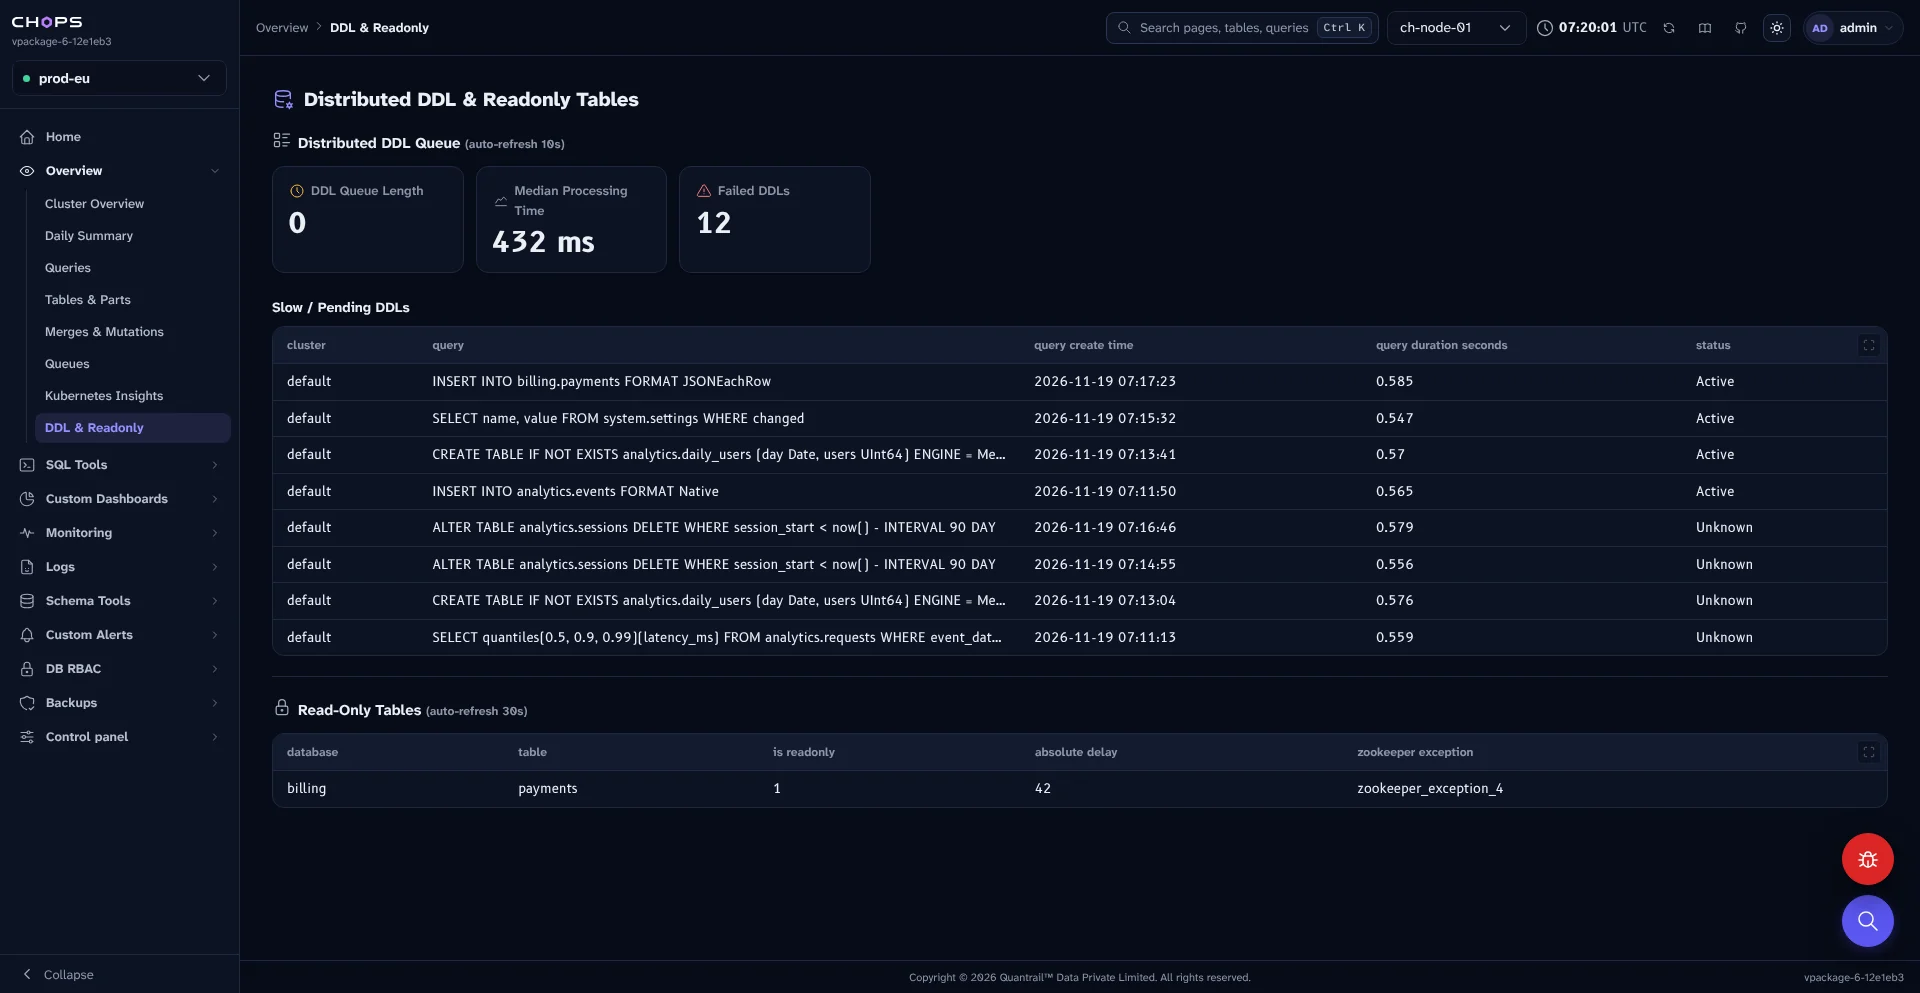 CHOPS
vpackage-6-12e1eb3
prod-eu
Home
Overview
Cluster Overview
Daily Summary
Queries
Tables & Parts
Merges & Mutations
Queues
Kubernetes Insights
DDL & Readonly
SQL Tools
Custom Dashboards
Monitoring
Logs
Schema Tools
Custom Alerts
DB RBAC
Backups
Control panel
Collapse
Overview > DDL & Readonly
Search pages, tables, queries Ctrl K
ch-node-01
07:20:01 UTC
AD admin
Distributed DDL & Readonly Tables
Distributed DDL Queue (auto-refresh 10s)
DDL Queue Length
0
Median Processing Time
432 ms
Failed DDLs
12
Slow / Pending DDLs
cluster query query create time query duration seconds status
default INSERT INTO billing.payments FORMAT JSONEachRow 2026-11-19 07:17:23 0.585 Active
default SELECT name, value FROM system.settings WHERE changed 2026-11-19 07:15:32 0.547 Active
default CREATE TABLE IF NOT EXISTS analytics.daily_users (day Date, users UInt64) ENGINE = Me... 2026-11-19 07:13:41 0.57 Active
default INSERT INTO analytics.events FORMAT Native 2026-11-19 07:11:50 0.565 Active
default ALTER TABLE analytics.sessions DELETE WHERE session_start < now() - INTERVAL 90 DAY 2026-11-19 07:16:46 0.579 Unknown
default ALTER TABLE analytics.sessions DELETE WHERE session_start < now() - INTERVAL 90 DAY 2026-11-19 07:14:55 0.556 Unknown
default CREATE TABLE IF NOT EXISTS analytics.daily_users (day Date, users UInt64) ENGINE = Me... 2026-11-19 07:13:04 0.576 Unknown
default SELECT quantiles(0.5, 0.9, 0.99)(latency_ms) FROM analytics.requests WHERE event_dat... 2026-11-19 07:11:13 0.559 Unknown
Read-Only Tables (auto-refresh 30s)
database table is readonly absolute delay zookeeper exception
billing payments 1 42 zookeeper_exception_4
Copyright © 2026 Quantrail™ Data Private Limited. All rights reserved.
vpackage-6-12e1eb3